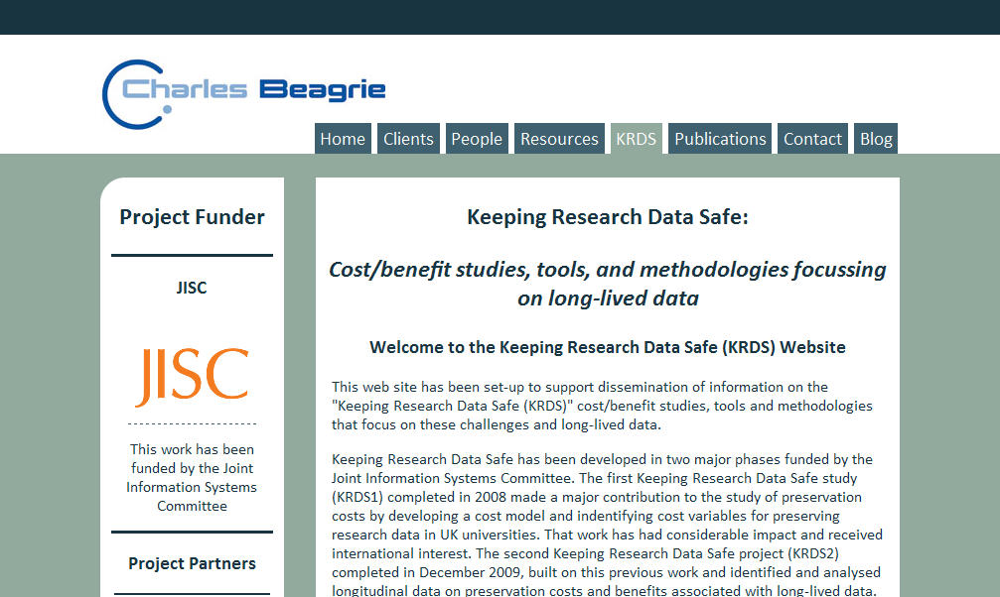 Charles Beagrie
Home Clients People Resources KRDS Publications Contact Blog
Project Funder
JISC
JISC
This work has been
funded by the Joint
Information Systems
Committee
Project Partners
Keeping Research Data Safe:
Cost/benefit studies, tools, and methodologies focussing
on long-lived data
Welcome to the Keeping Research Data Safe (KRDS) Website
This web site has been set-up to support dissemination of information on the
"Keeping Research Data Safe (KRDS)" cost/benefit studies, tools and methodologies
that focus on these challenges and long-lived data.
Keeping Research Data Safe has been developed in two major phases funded by the
Joint Information Systems Committee. The first Keeping Research Data Safe study
(KRDS1) completed in 2008 made a major contribution to the study of preservation
costs by developing a cost model and indentifying cost variables for preserving
research data in UK universities. That work has had considerable impact and received
international interest. The second Keeping Research Data Safe project (KRDS2)
completed in December 2009, built on this previous work and identified and analysed
longitudinal data on preservation costs and benefits associated with long-lived data.